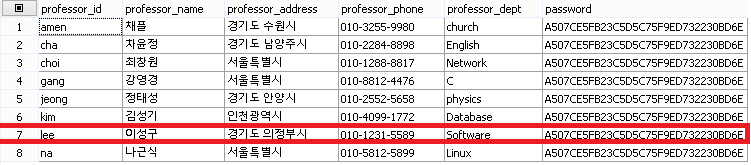 professor_id professor_name professor_address professor_phone professor_dept password
1 amen 채플 경기도 수원시 010-3255-9980 church A507CE5FB23C5D5C75F9ED732230BD6E
2 cha 차윤정 경기도 남양주시 010-2284-8898 English A507CE5FB23C5D5C75F9ED732230BD6E
3 choi 최창원 서울특별시 010-1288-8817 Network A507CE5FB23C5D5C75F9ED732230BD6E
4 gang 강영경 서울특별시 010-8812-4476 C A507CE5FB23C5D5C75F9ED732230BD6E
5 jeong 정태성 경기도 안양시 010-2552-5658 physics A507CE5FB23C5D5C75F9ED732230BD6E
6 kim 김성기 인천광역시 010-4099-1772 Database A507CE5FB23C5D5C75F9ED732230BD6E
7 lee 이성구 경기도 의정부시 010-1231-5589 Software A507CE5FB23C5D5C75F9ED732230BD6E
8 na 나근식 서울특별시 010-5812-5899 Linux A507CE5FB23C5D5C75F9ED732230BD6E